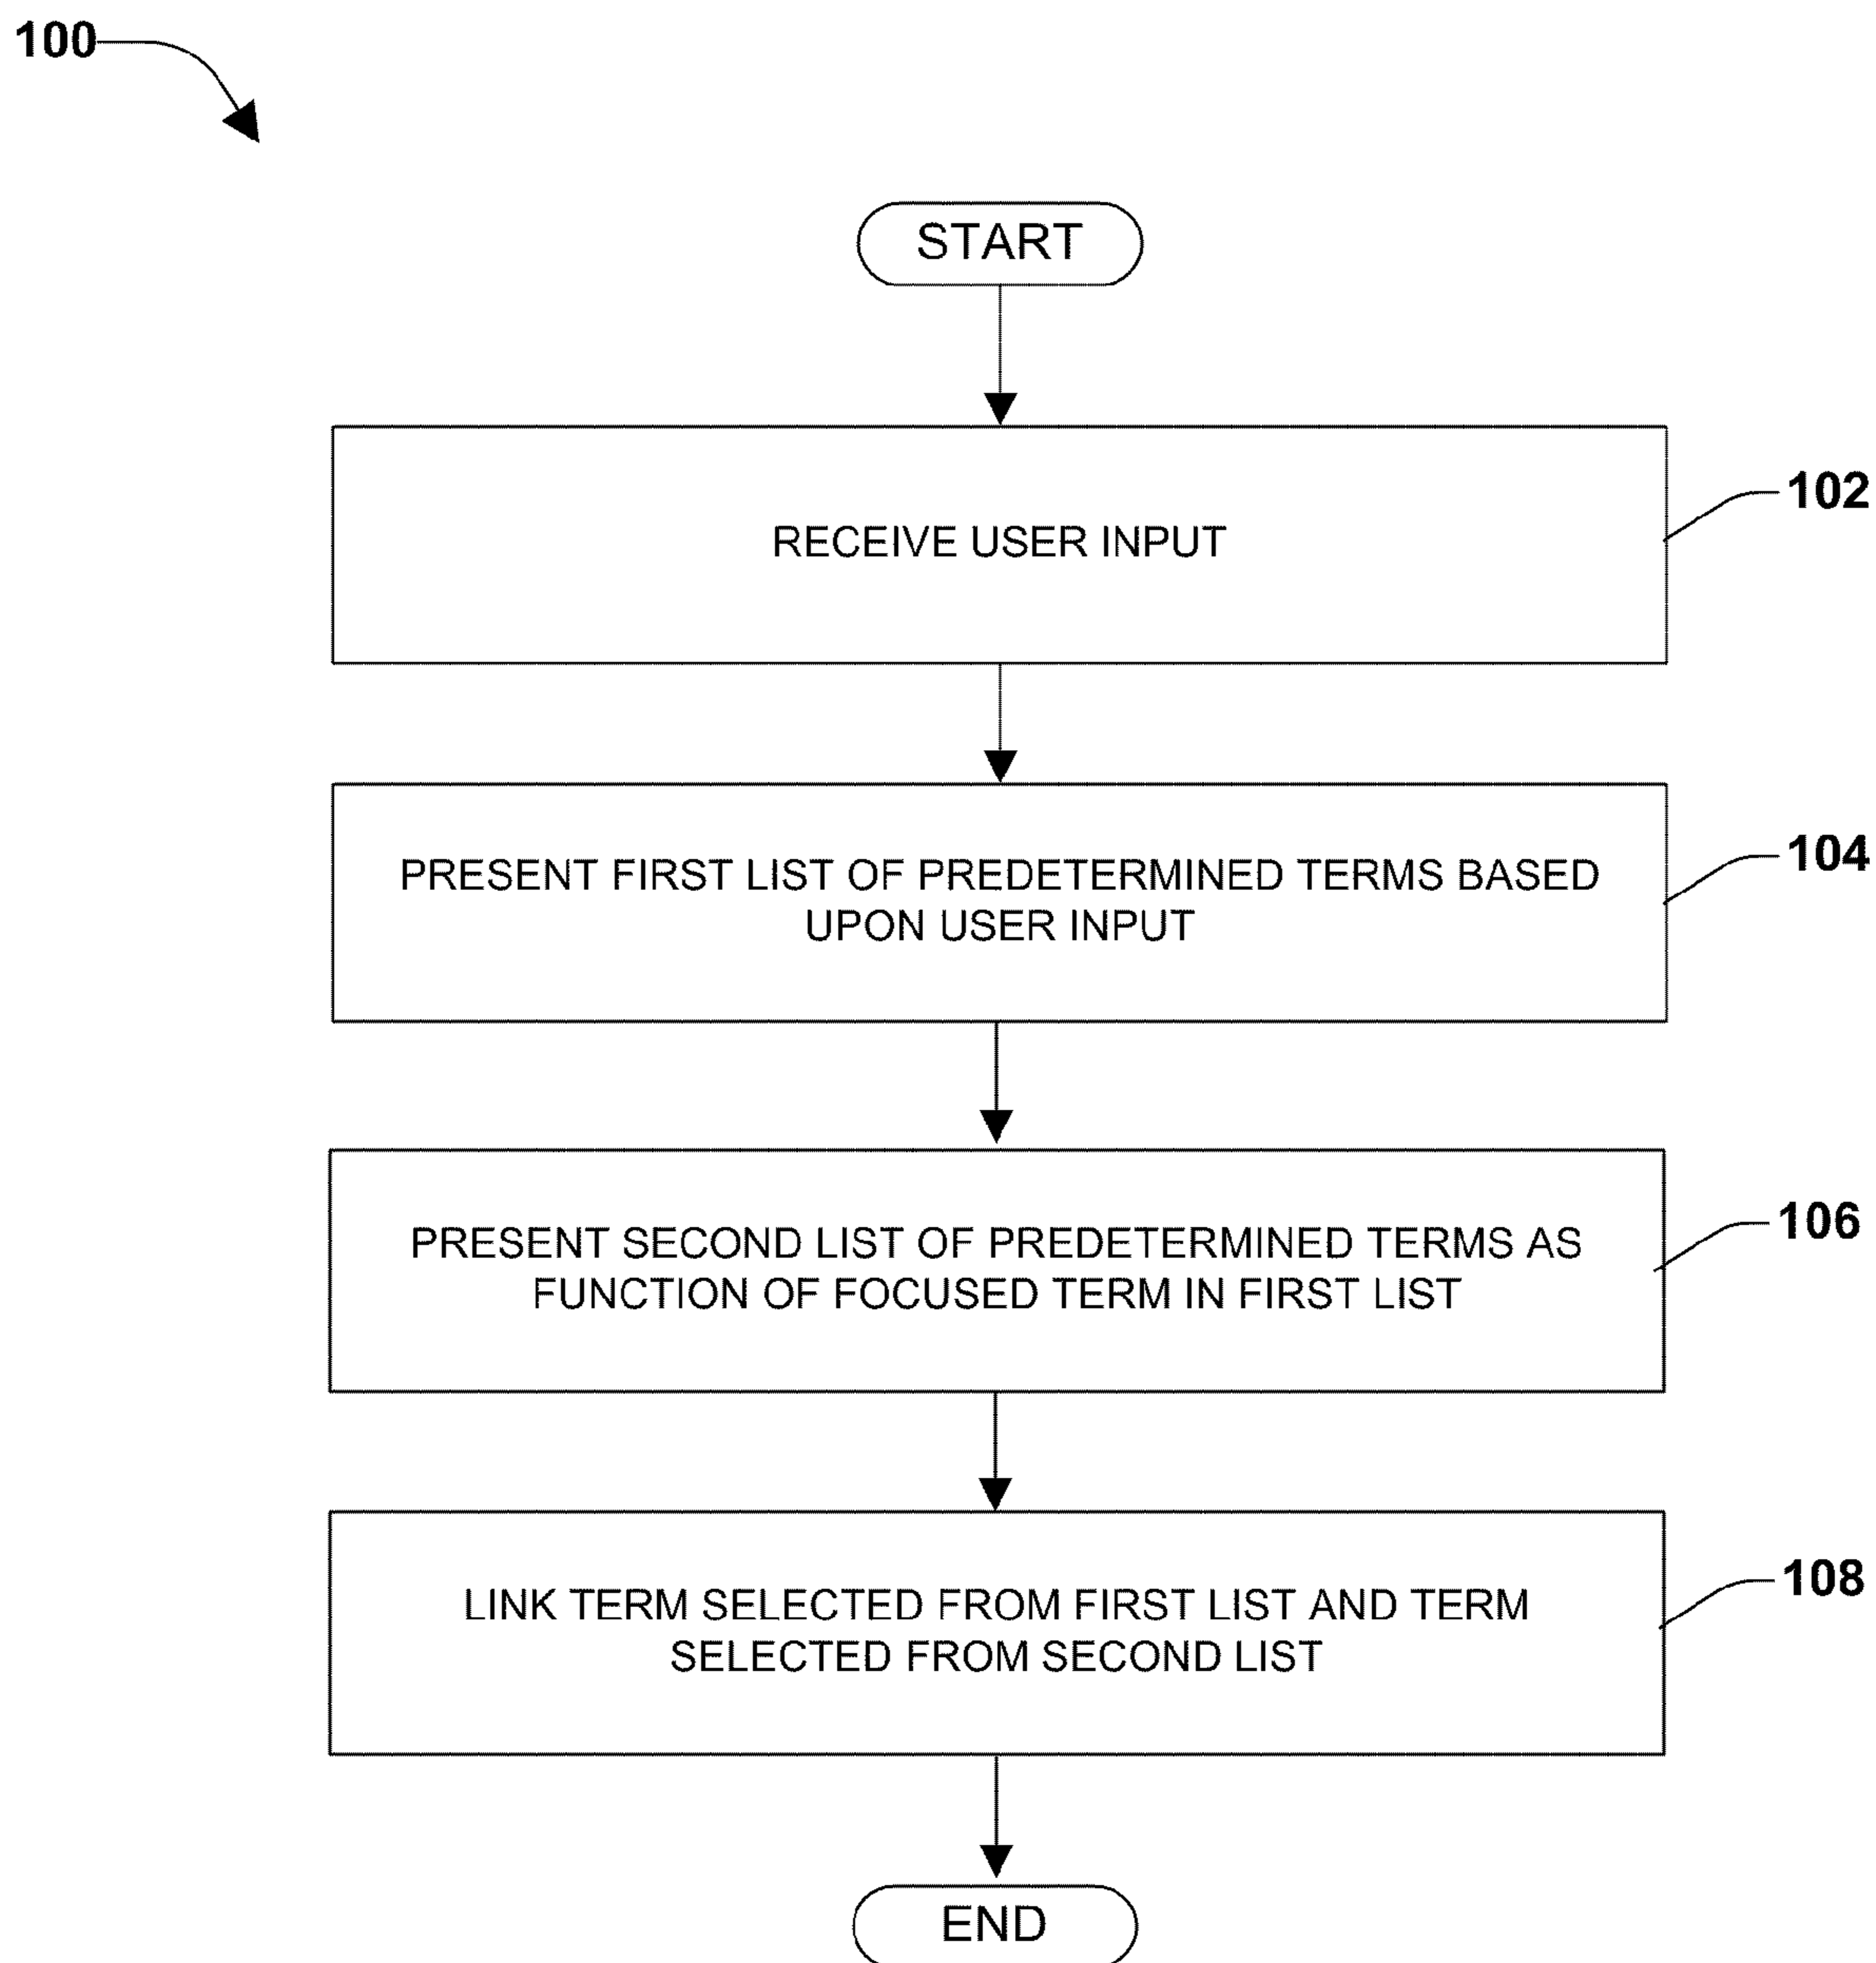 100
START
RECEIVE USER INPUT
102
PRESENT FIRST LIST OF PREDETERMINED TERMS BASED
UPON USER INPUT
104
PRESENT SECOND LIST OF PREDETERMINED TERMS AS
FUNCTION OF FOCUSED TERM IN FIRST LIST
106
LINK TERM SELECTED FROM FIRST LIST AND TERM
SELECTED FROM SECOND LIST
108
END